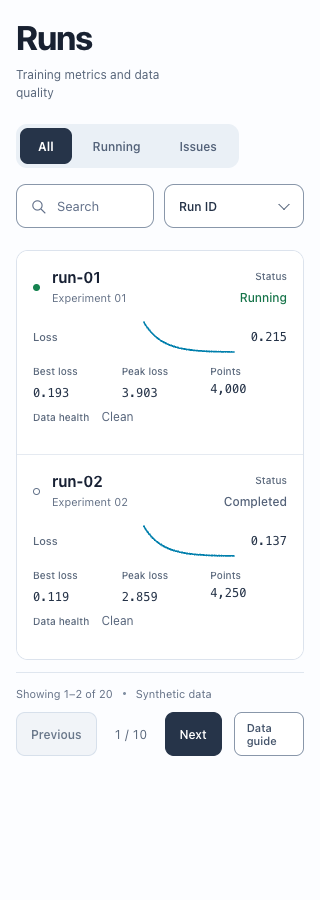 Runs
Training metrics and data
quality
All Running Issues
Search Run ID
run-01 Status
Experiment 01 Running
Loss 0.215
Best loss Peak loss Points
0.193 3.903 4,000
Data health Clean
run-02 Status
Experiment 02 Completed
Loss 0.137
Best loss Peak loss Points
0.119 2.859 4,250
Data health Clean
Showing 1–2 of 20 • Synthetic data
Previous 1 / 10 Next Data
guide